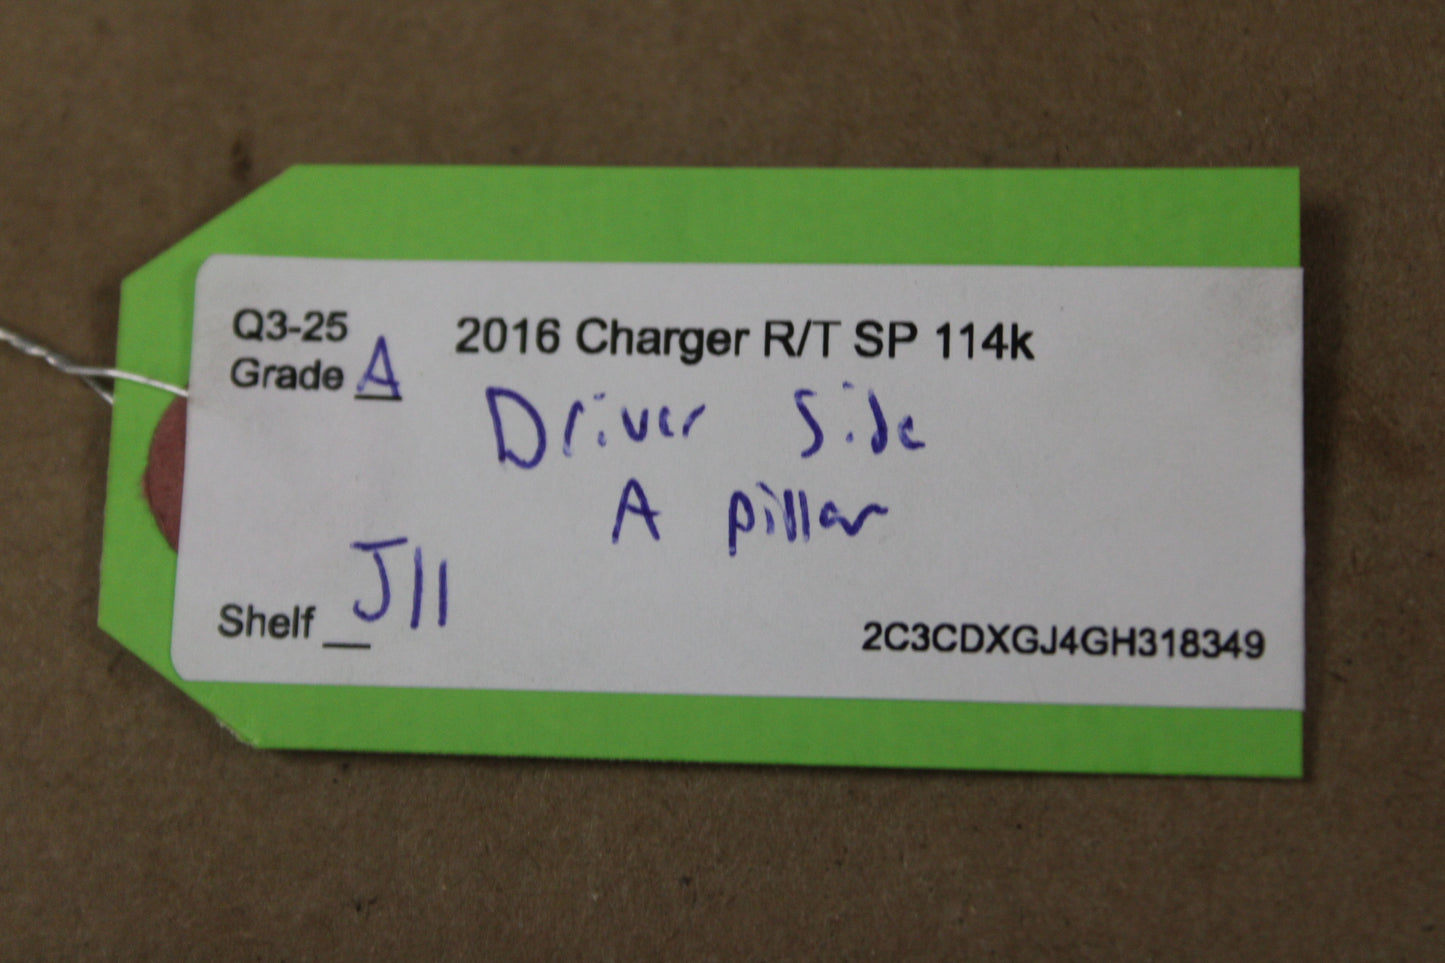 Q3-25
Grade A
2016 Charger R/T SP 114k
Driver Side
A pillar
Shelf J11
2C3CDXGJ4GH318349